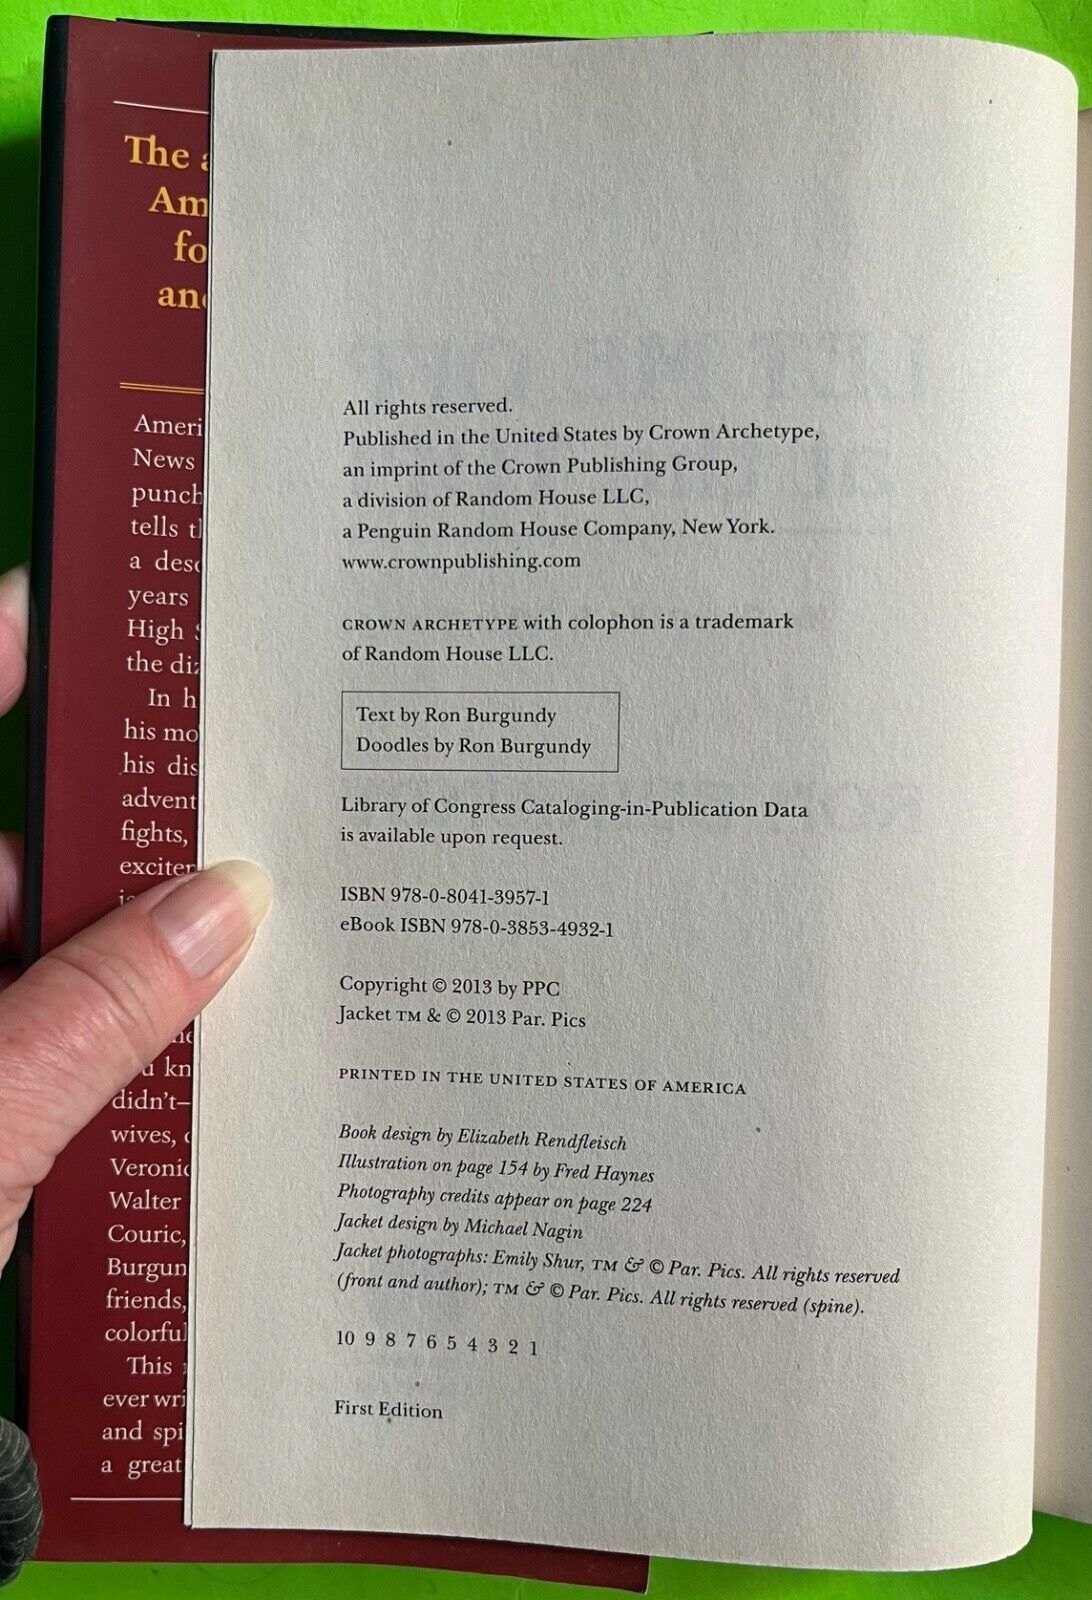 The
Am
fo
and
Ameri
News
punch
tells
a desc
years
High
the diz
In h
his mo
his dis
advent
fights,
exciter
kn
didn't—
wives,
Veronic
Walter
Couric,
Burgun
friends,
colorful
This
ever wri
and spi
a great
All rights reserved.
Published in the United States by Crown Archetype,
an imprint of the Crown Publishing Group,
a division of Random House LLC,
a Penguin Random House Company, New York.
www.crownpublishing.com
CROWN ARCHETYPE with colophon is a trademark
of Random House LLC.
Text by Ron Burgundy
Doodles by Ron Burgundy
Library of Congress Cataloging-in-Publication Data
is available upon request.
ISBN 978-0-8041-3957-1
eBook ISBN 978-0-3853-4932-1
Copyright © 2013 by PPC
Jacket TM & © 2013 Par. Pics
PRINTED IN THE UNITED STATES OF AMERICA
Book design by Elizabeth Rendfleisch
Illustration on page 154 by Fred Haynes
Photography credits appear on page 224
Jacket design by Michael Nagin
Jacket photographs: Emily Shur, TM & © Par. Pics. All rights reserved
(front and author); TM & © Par. Pics. All rights reserved (spine).
10 9 8 7 6 5 4 3 2 1
First Edition